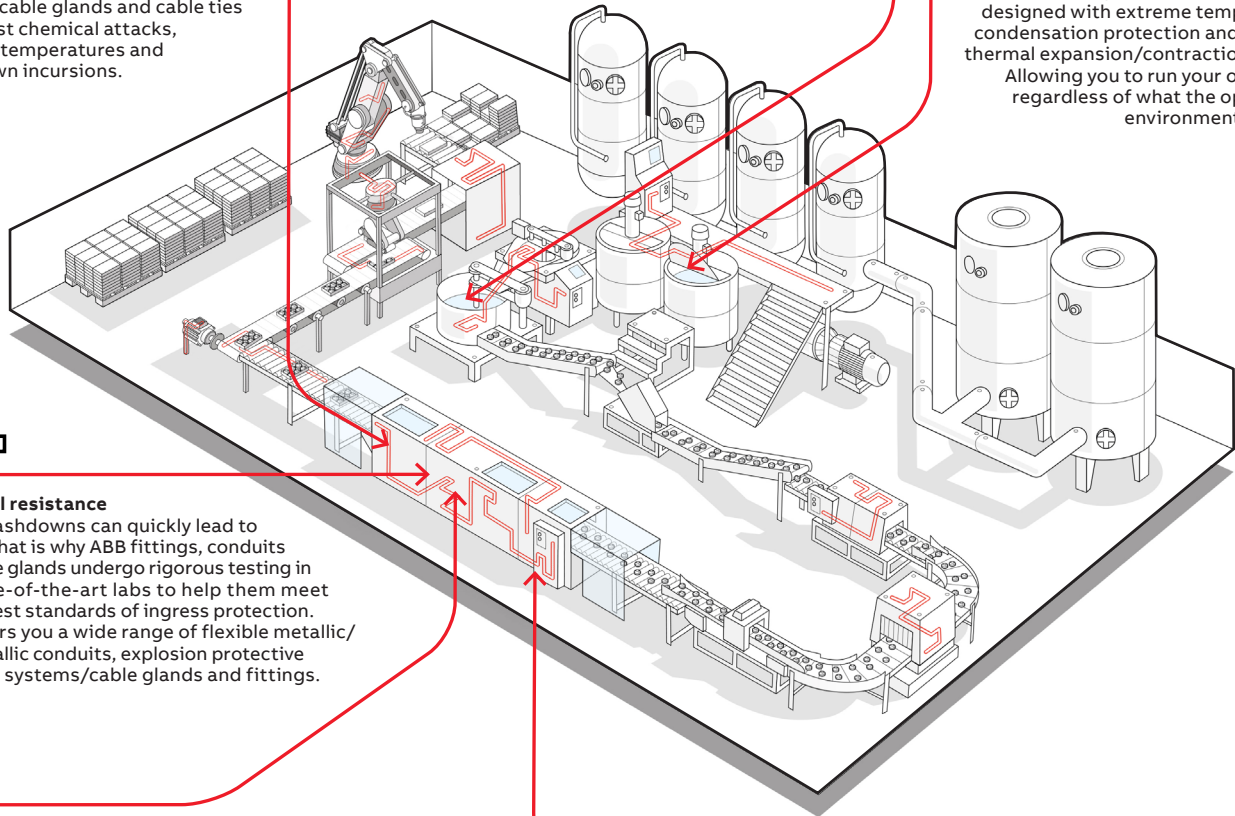 cable glands and cable ties
st chemical attacks,
temperatures and
wn incursions.
designed with extreme temp
condensation protection and
thermal expansion/contraction
Allowing you to run your o
regardless of what the op
environment
l resistance
ashdowns can quickly lead to
hat is why ABB fittings, conduits
e glands undergo rigorous testing in
e-of-the-art labs to help them meet
est standards of ingress protection.
rs you a wide range of flexible metallic/
allic conduits, explosion protective
systems/cable glands and fittings.